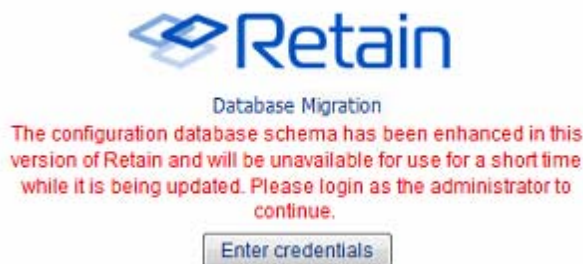 Retain
Database Migration
The configuration database schema has been enhanced in this
version of Retain and will be unavailable for use for a short time
while it is being updated. Please login as the administrator to
continue.
Enter credentials